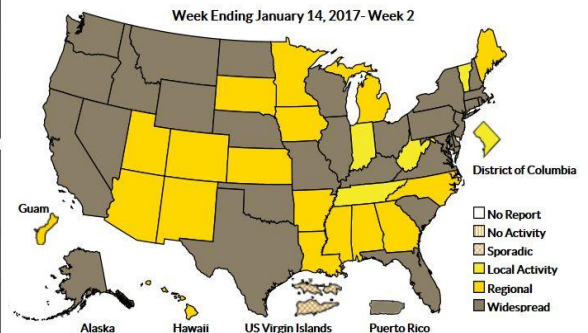 Week Ending January 14, 2017- Week 2
District of Columbia
Guam
No Report
No Activity
Sporadic
Local Activity
Regional
Widespread
Alaska
Hawaii
US Virgin Islands
Puerto Rico